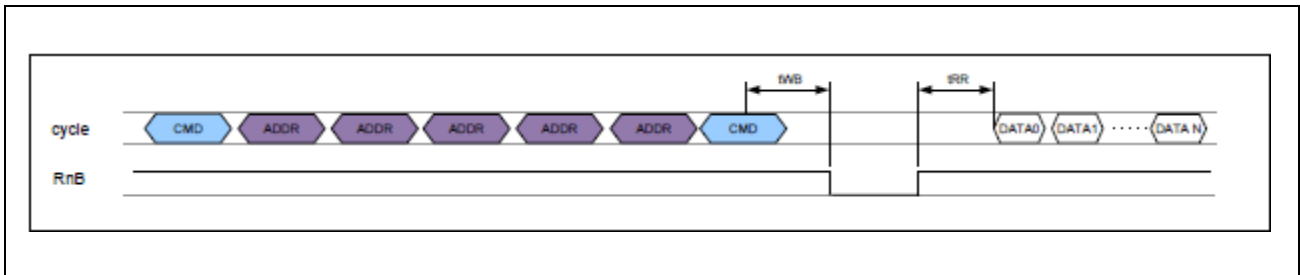 tWB tRR
cycle CMD ADDR ADDR ADDR ADDR ADDR CMD DATA0 DATA1 ······ DATA N
RnB